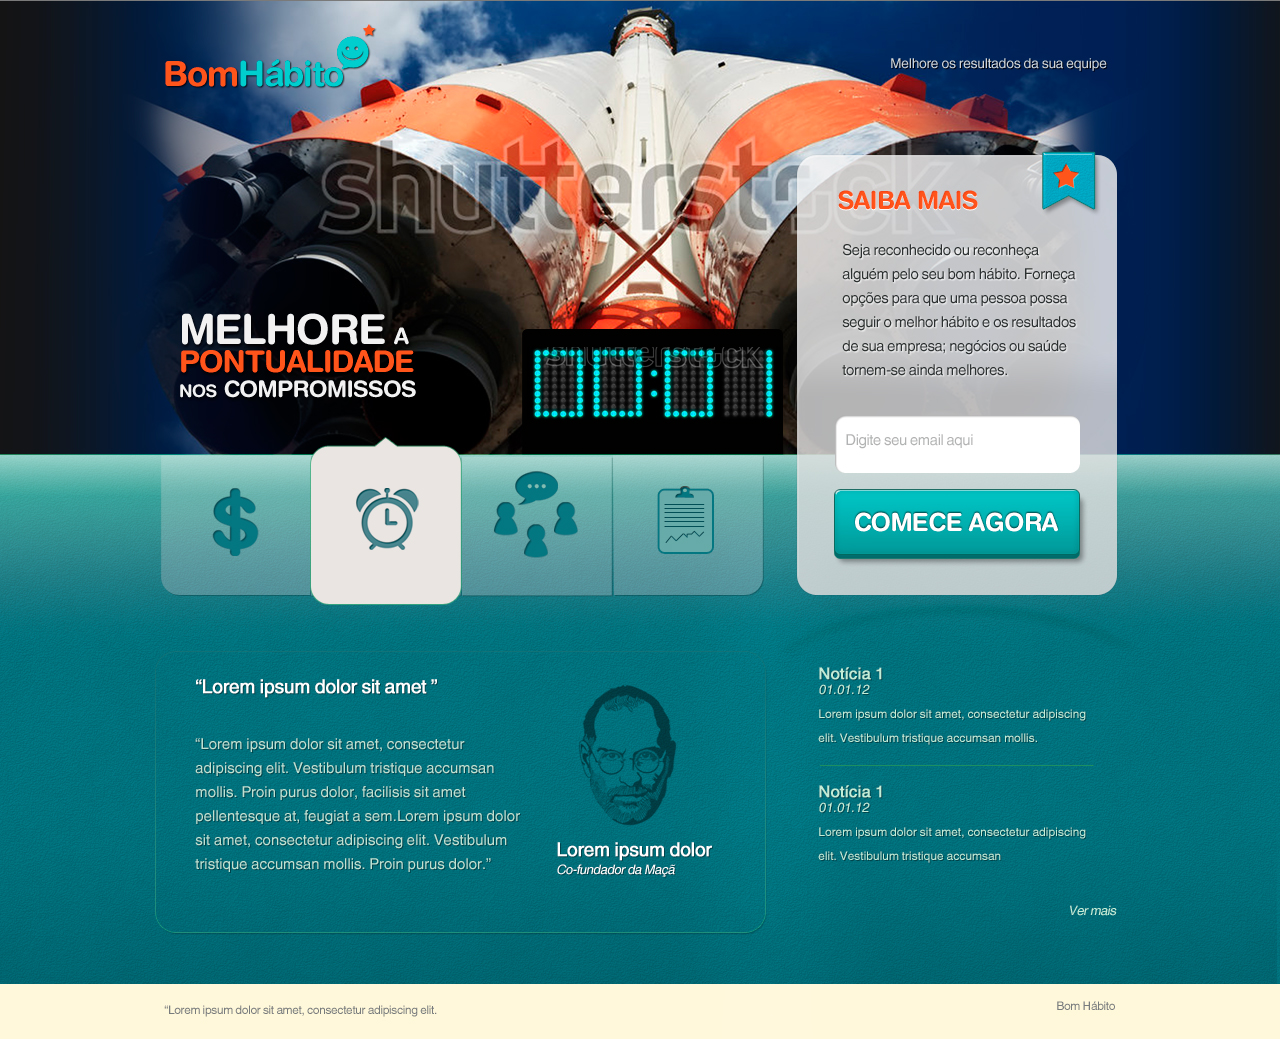 BomHábito
Melhore os resultados da sua equipe
shutterstock
SAIBA MAIS
Seja reconhecido ou reconheça
alguém pelo seu bom hábito. Forneça
opções para que uma pessoa possa
seguir o melhor hábito e os resultados
de sua empresa; negócios ou saúde
tornem-se ainda melhores.
MELHORE A
PONTUALIDADE
NOS COMPROMISSOS
shutterstock
00:01
Digite seu email aqui
COMECE AGORA
“Lorem ipsum dolor sit amet ”
“Lorem ipsum dolor sit amet, consectetur
adipiscing elit. Vestibulum tristique accumsan
mollis. Proin purus dolor, facilisis sit amet
pellentesque at, feugiat a sem.Lorem ipsum dolor
sit amet, consectetur adipiscing elit. Vestibulum
tristique accumsan mollis. Proin purus dolor.”
Lorem ipsum dolor
Co-fundador da Maçã
Notícia 1
01.01.12
Lorem ipsum dolor sit amet, consectetur adipiscing
elit. Vestibulum tristique accumsan mollis.
Notícia 1
01.01.12
Lorem ipsum dolor sit amet, consectetur adipiscing
elit. Vestibulum tristique accumsan
Ver mais
“Lorem ipsum dolor sit amet, consectetur adipiscing elit.
Bom Hábito